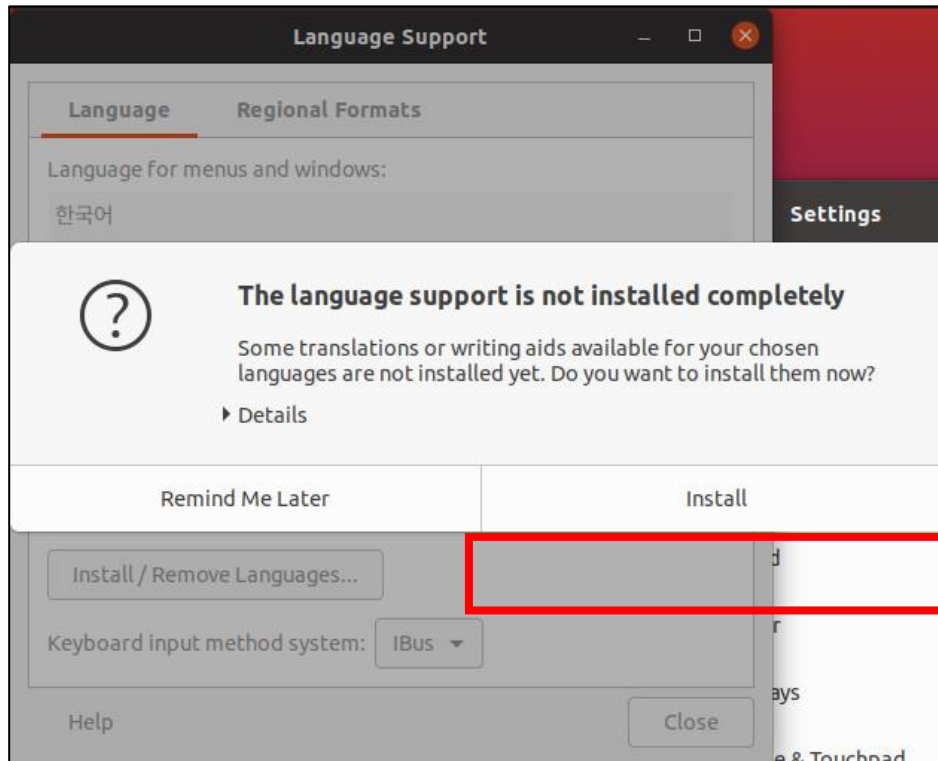 Language Support
Language Regional Formats
Language for menus and windows:
한국어
Settings
?
The language support is not installed completely
Some translations or writing aids available for your chosen
languages are not installed yet. Do you want to install them now?
Details
Remind Me Later Install
Install / Remove Languages...
d
Keyboard input method system: IBus
r
ays
Help Close
e & Touchpad